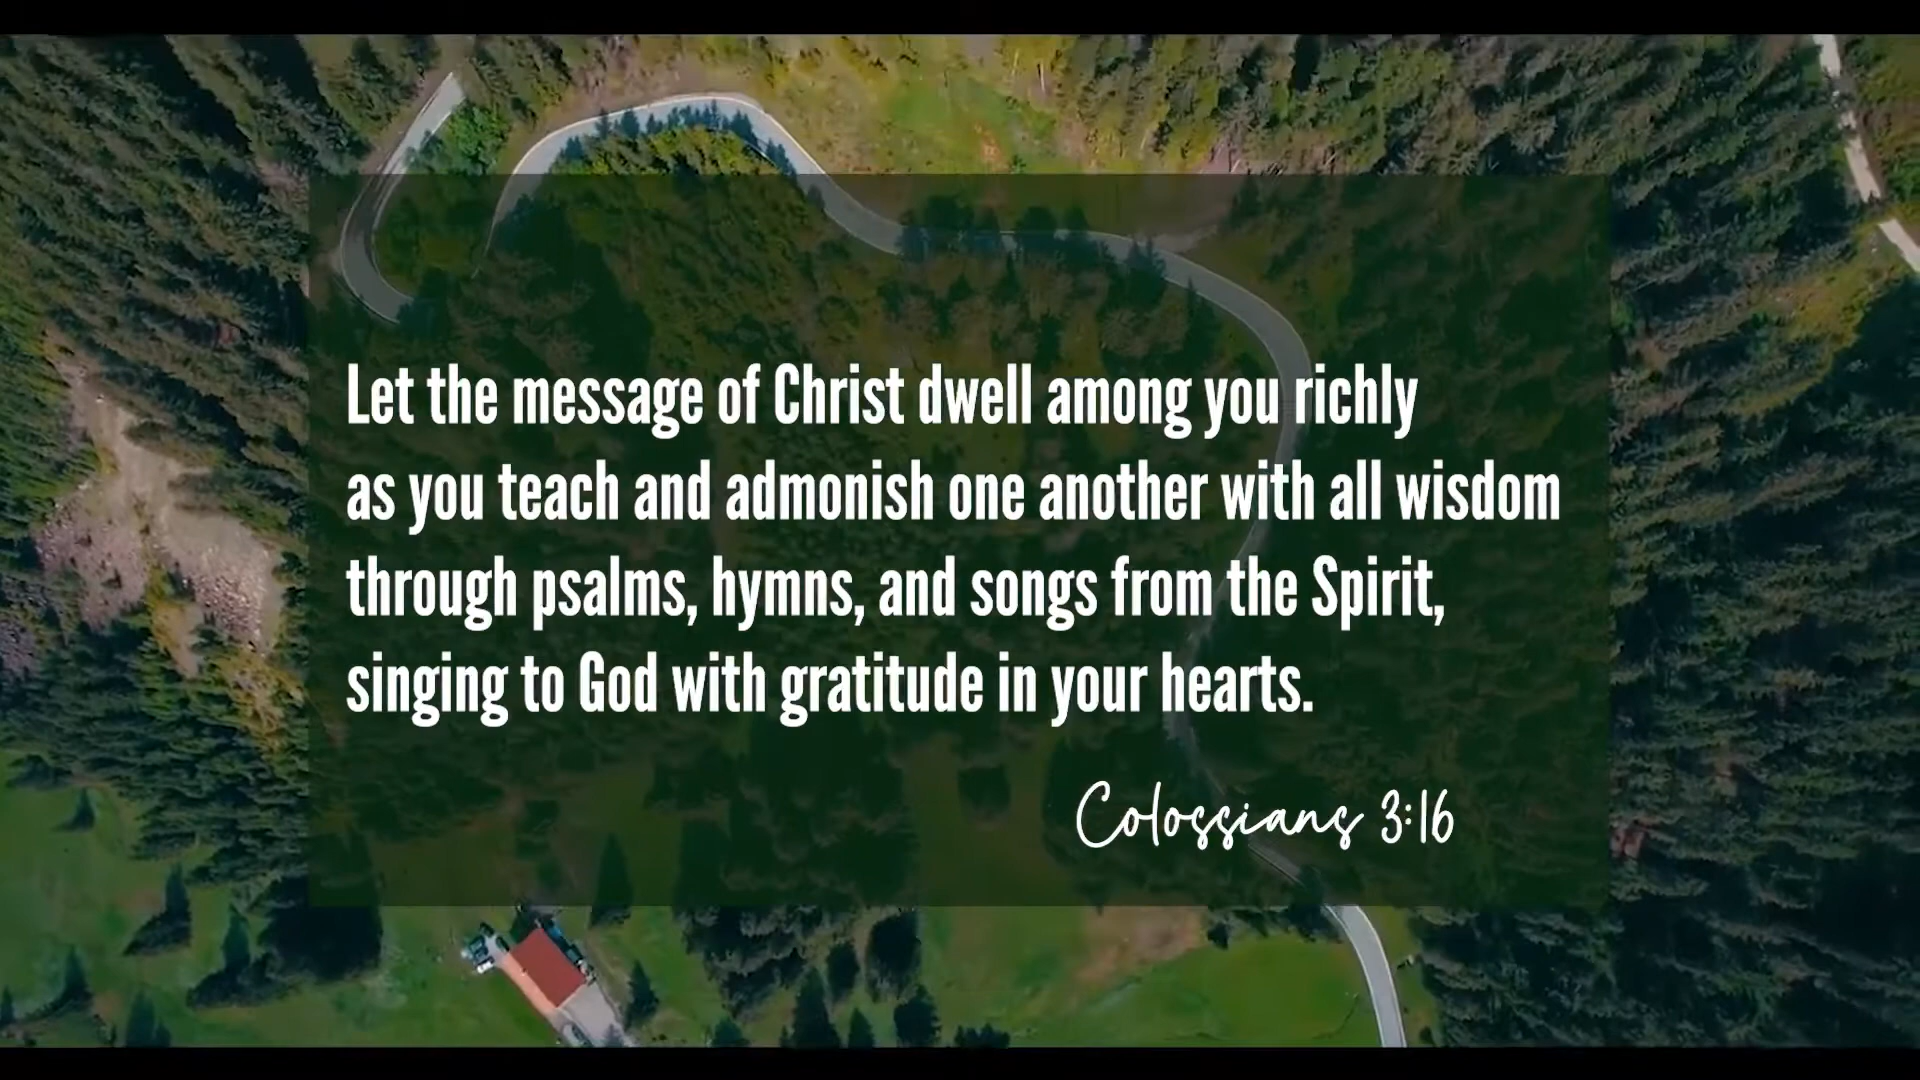 Let the message of Christ dwell among you richly
as you teach and admonish one another with all wisdom
through psalms, hymns, and songs from the Spirit,
singing to God with gratitude in your hearts.
Colossians 3:16